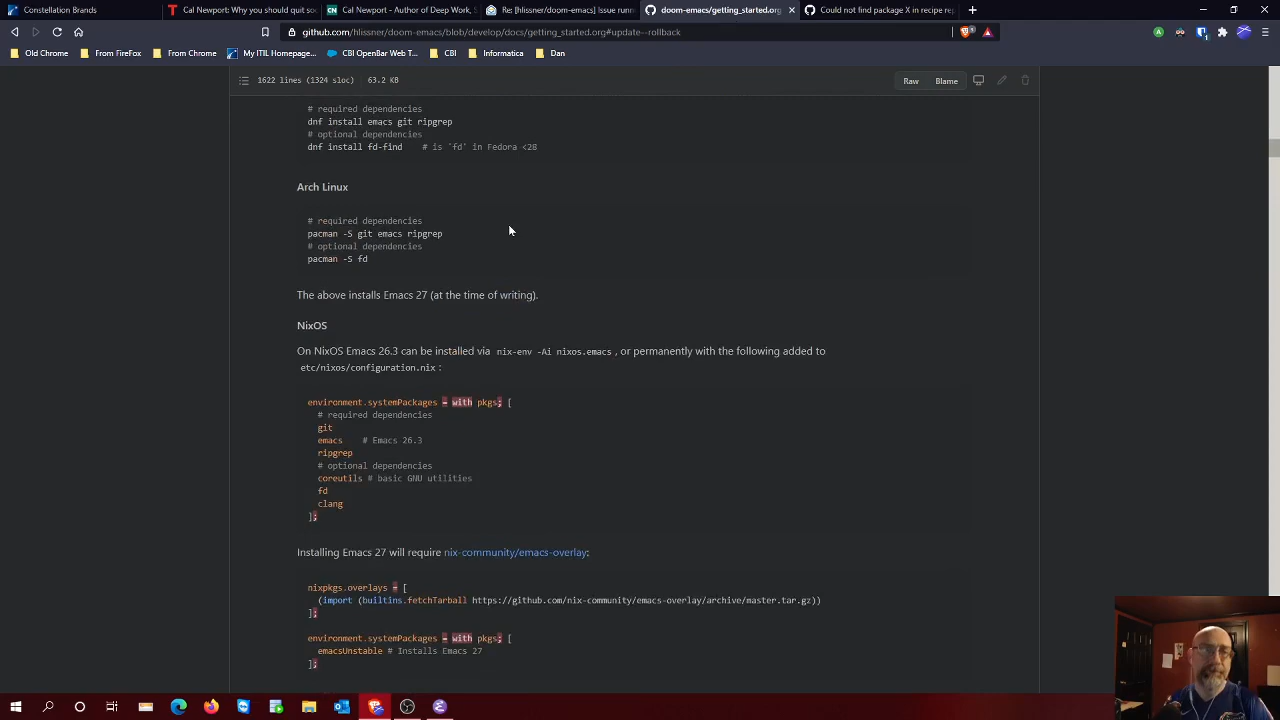 Constellation Brands
Cal Newport: Why you should quit soc
Cal Newport - Author of Deep Work,
Re: [hlissner/doom-emacs] Issue runn
doom-emacs/getting_started.org
Could not find package X in recipe rep
github.com/hlissner/doom-emacs/blob/develop/docs/getting_started.org#update--rollback
Old Chrome
From FireFox
From Chrome
My ITIL Homepage...
CBI OpenBar Web T...
CBI
Informatica
Dan
1622 lines (1324 sloc)
63.2 KB
Raw
Blame
# required dependencies
dnf install emacs git ripgrep
# optional dependencies
dnf install fd-find # is `fd' in Fedora <28
Arch Linux
# required dependencies
pacman -S git emacs ripgrep
# optional dependencies
pacman -S fd
The above installs Emacs 27 (at the time of writing).
NixOS
On NixOS Emacs 26.3 can be installed via nix-env -Ai nixos.emacs , or permanently with the following added to
etc/nixos/configuration.nix :
environment.systemPackages = with pkgs; [
# required dependencies
git
emacs # Emacs 26.3
ripgrep
# optional dependencies
coreutils # basic GNU utilities
fd
clang
];
Installing Emacs 27 will require nix-community/emacs-overlay:
nixpkgs.overlays = [
(import (builtins.fetchTarball https://github.com/nix-community/emacs-overlay/archive/master.tar.gz))
];
environment.systemPackages = with pkgs; [
emacsUnstable # Installs Emacs 27
];